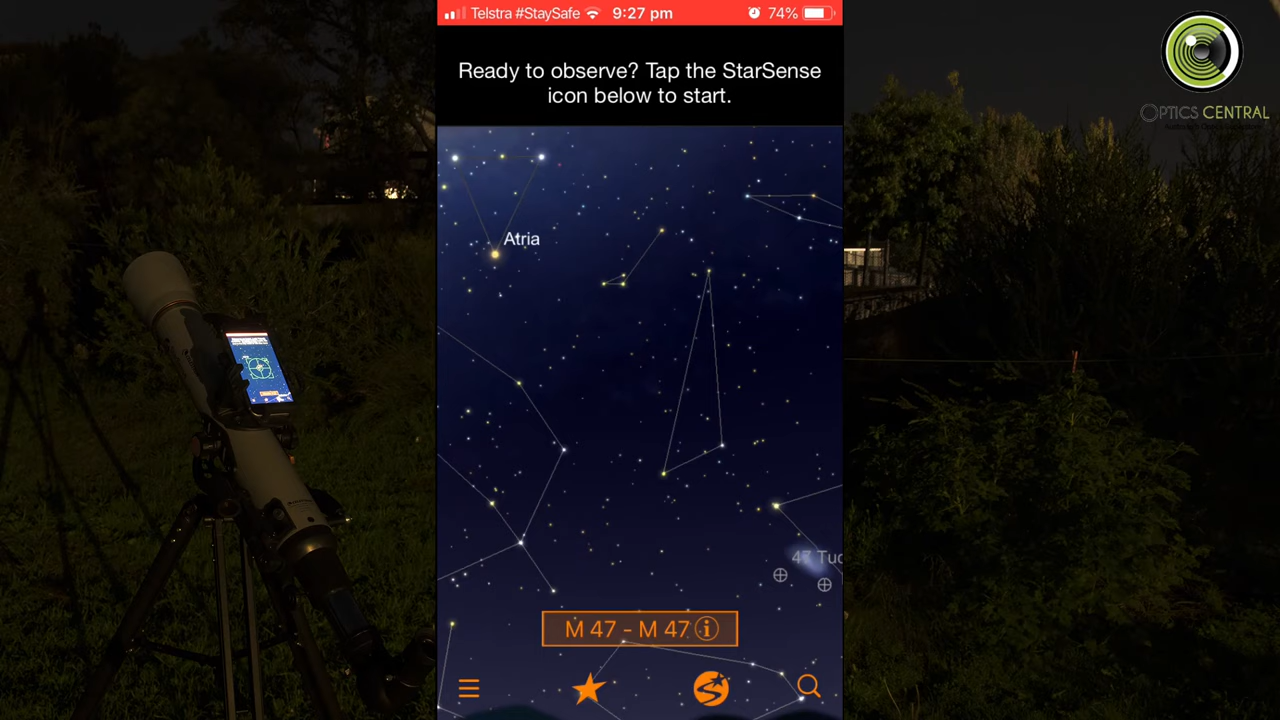 Telstra #StaySafe 9:27 pm 74%
Ready to observe? Tap the StarSense
icon below to start.
OPTICS CENTRAL
Atria
47 Tuc
M 47 - M 47 i